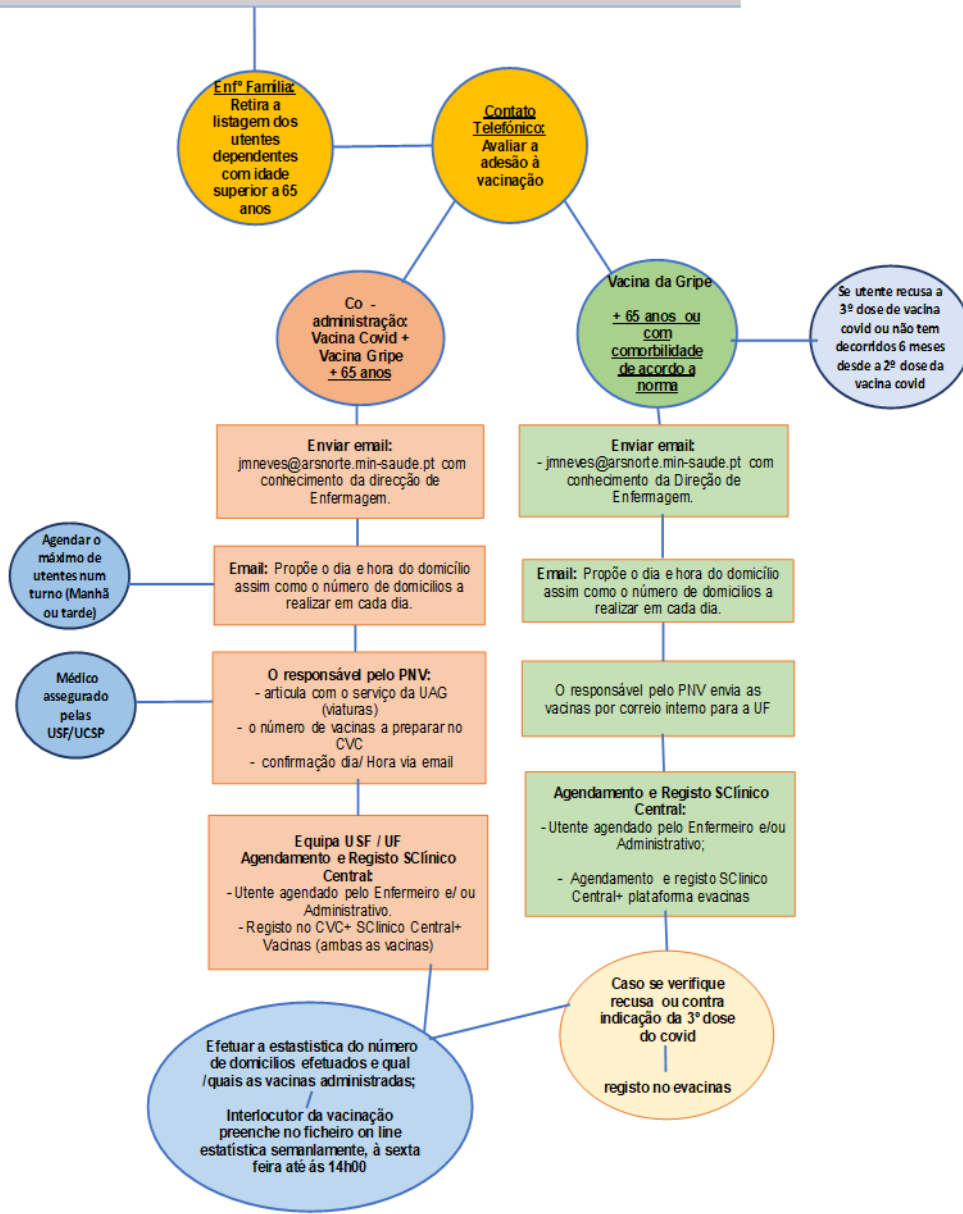 Enfº Família:
Retira a
listagem dos
utentes
dependentes
com idade
superior a 65
anos
Contato
Telefónico:
Avaliar a
adesão à
vacinação
Co -
administração:
Vacina Covid +
Vacina Gripe
+ 65 anos
Vacina da Gripe
+ 65 anos ou
com
comorbilidade
de acordo a
norma
Se utente recusa a
3º dose de vacina
covid ou não tem
decorridos 6 meses
desde a 2º dose da
vacina covid
Enviar email:
jmneves@arsnorte.min-saude.pt com
conhecimento da direcção de
Enfermagem.
Enviar email:
- jmneves@arsnorte.min-saude.pt com
conhecimento da Direção de
Enfermagem.
Agendar o
máximo de
utentes num
turno (Manhã
ou tarde)
Email: Propõe o dia e hora do domicílio
assim como o número de domicilios a
realizar em cada dia.
Email: Propõe o dia e hora do domicílio
assim como o número de domicilios a
realizar em cada dia.
Médico
assegurado
pelas
USF/UCSP
O responsável pelo PNV:
- articula com o serviço da UAG
(viaturas)
- o número de vacinas a preparar no
CVC
- confirmação dia/ Hora via email
O responsável pelo PNV envia as
vacinas por correio interno para a UF
Equipa USF / UF
Agendamento e Registo SClínico
Central:
- Utente agendado pelo Enfermeiro e/ ou
Administrativo.
- Registo no CVC+ SClinico Central+
Vacinas (ambas as vacinas)
Agendamento e Registo SClínico
Central:
- Utente agendado pelo Enfermeiro e/ou
Administrativo;
- Agendamento e registo SClinico
Central+ plataforma evacinas
Caso se verifique
recusa ou contra
indicação da 3º dose
do covid
registo no evacinas
Efetuar a estastistica do número
de domicilios efetuados e qual
/quais as vacinas administradas;
Interlocutor da vacinação
preenche no ficheiro on line
estatística semanlamente, à sexta
feira até ás 14h00